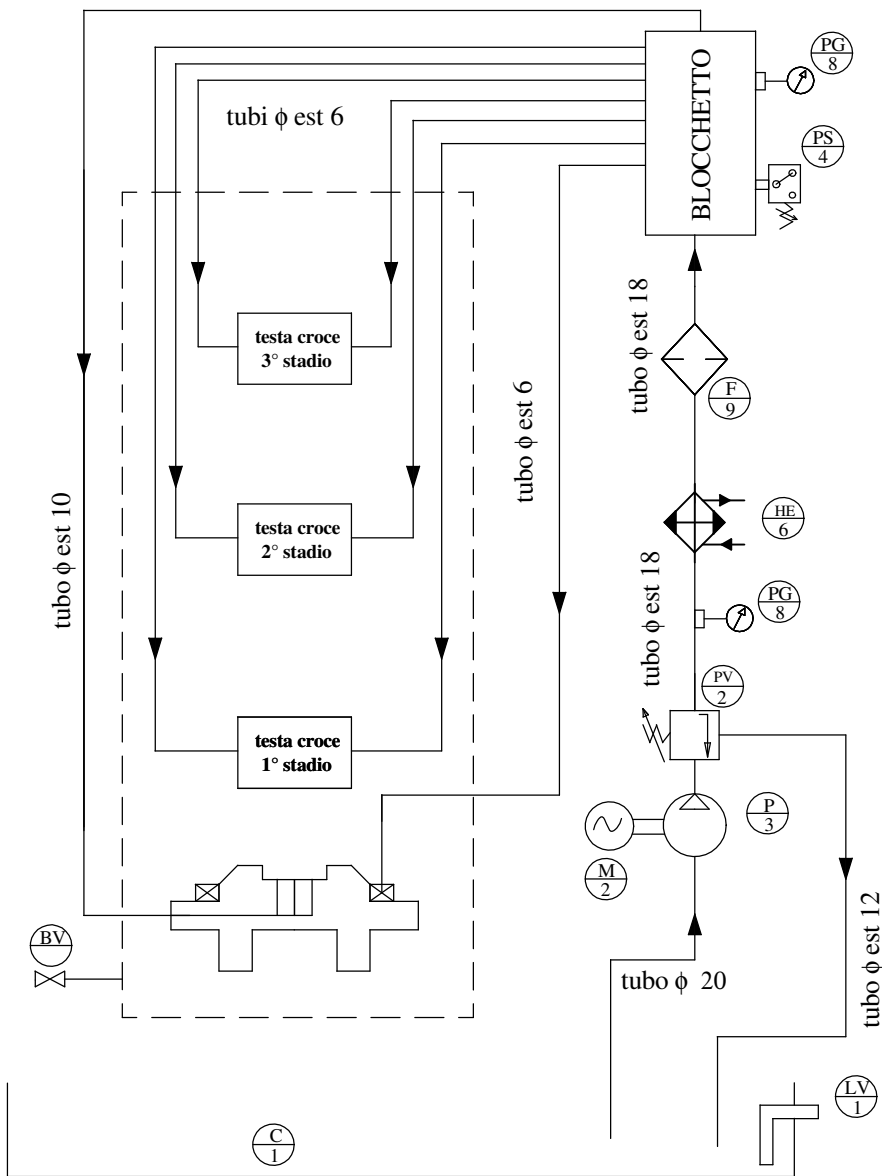 PG
8
BLOCCHETTO
tubi ϕ est 6
PS
4
testa croce
3° stadio
tubo ϕ est 18
F
9
tubo ϕ est 6
tubo ϕ est 10
testa croce
2° stadio
HE
6
tubo ϕ est 18
PG
8
PV
2
testa croce
1° stadio
P
3
M
2
BV
tubo ϕ 20
tubo ϕ est 12
LV
1
C
1